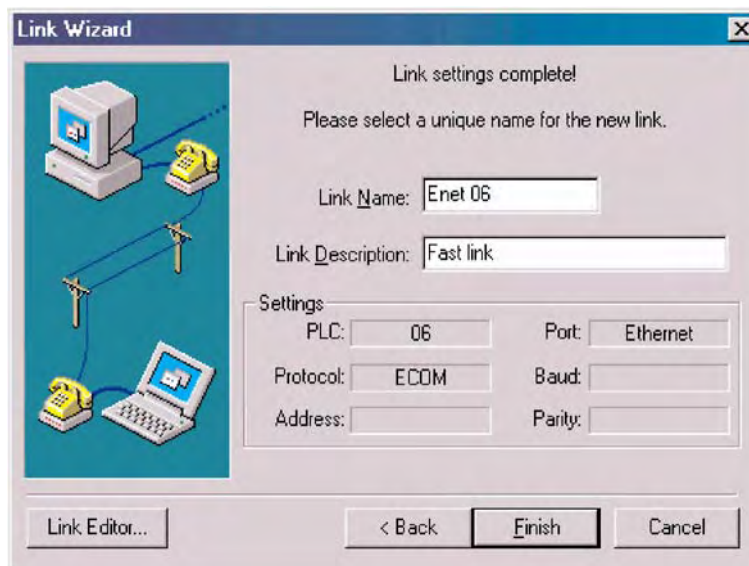 Link Wizard
Link settings complete!
Please select a unique name for the new link.
Link Name: Enet 06
Link Description: Fast link
Settings
PLC: 06 Port: Ethernet
Protocol: ECOM Baud:
Address: Parity:
Link Editor... < Back Finish Cancel